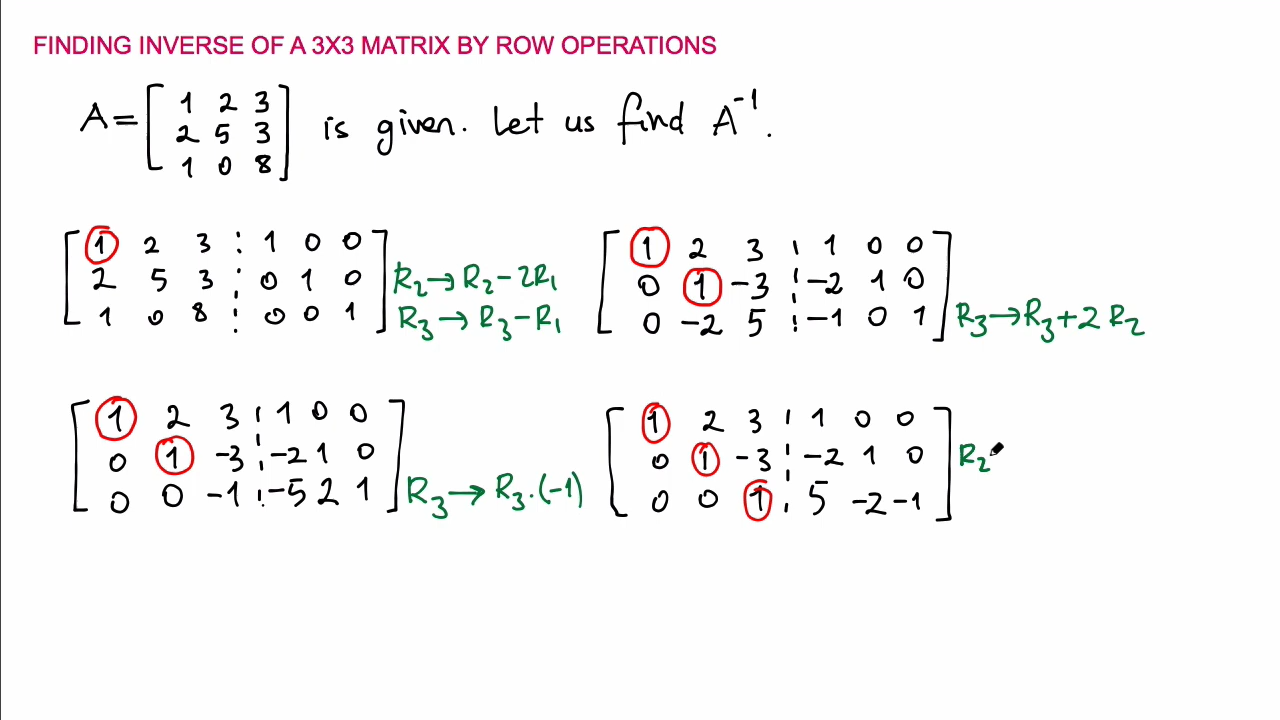 FINDING INVERSE OF A 3X3 MATRIX BY ROW OPERATIONS
A = [ 1 2 3
2 5 3
1 0 8 ] is given. Let us find A⁻¹.
[ 1 2 3 ⋮ 1 0 0
2 5 3 ⋮ 0 1 0
1 0 8 ⋮ 0 0 1 ]
R₂ → R₂ − 2R₁
R₃ → R₃ − R₁
[ 1 2 3 ⋮ 1 0 0
0 1 −3 ⋮ −2 1 0
0 −2 5 ⋮ −1 0 1 ]
R₃ → R₃ + 2 R₂
[ 1 2 3 ⋮ 1 0 0
0 1 −3 ⋮ −2 1 0
0 0 −1 ⋮ −5 2 1 ]
R₃ → R₃ · (−1)
[ 1 2 3 ⋮ 1 0 0
0 1 −3 ⋮ −2 1 0
0 0 1 ⋮ 5 −2 −1 ]
R₂